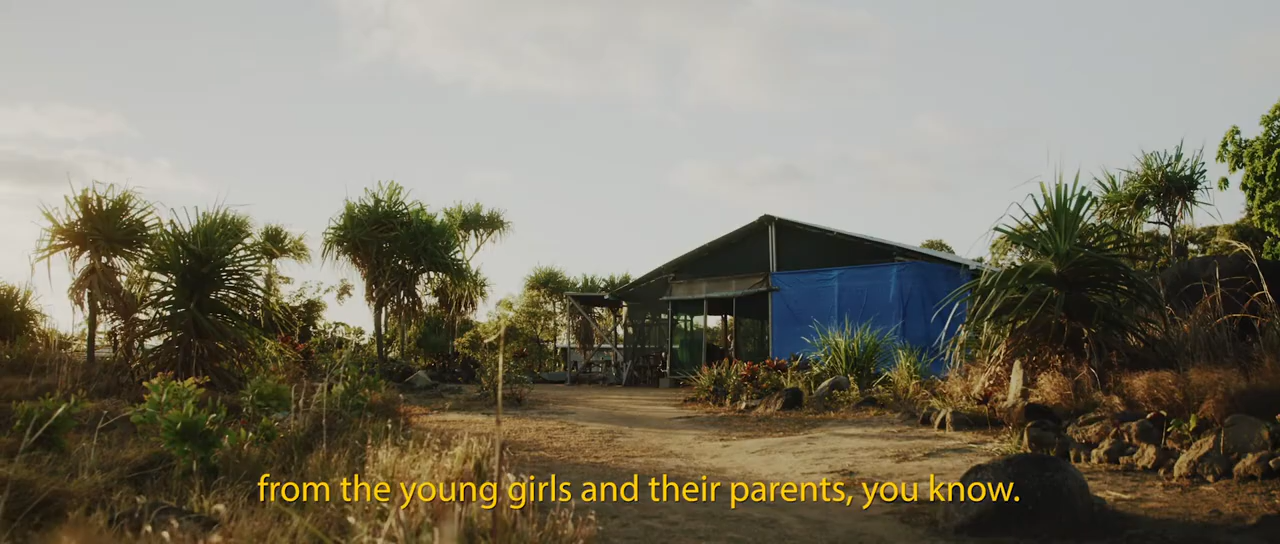 from the young girls and their parents, you know.